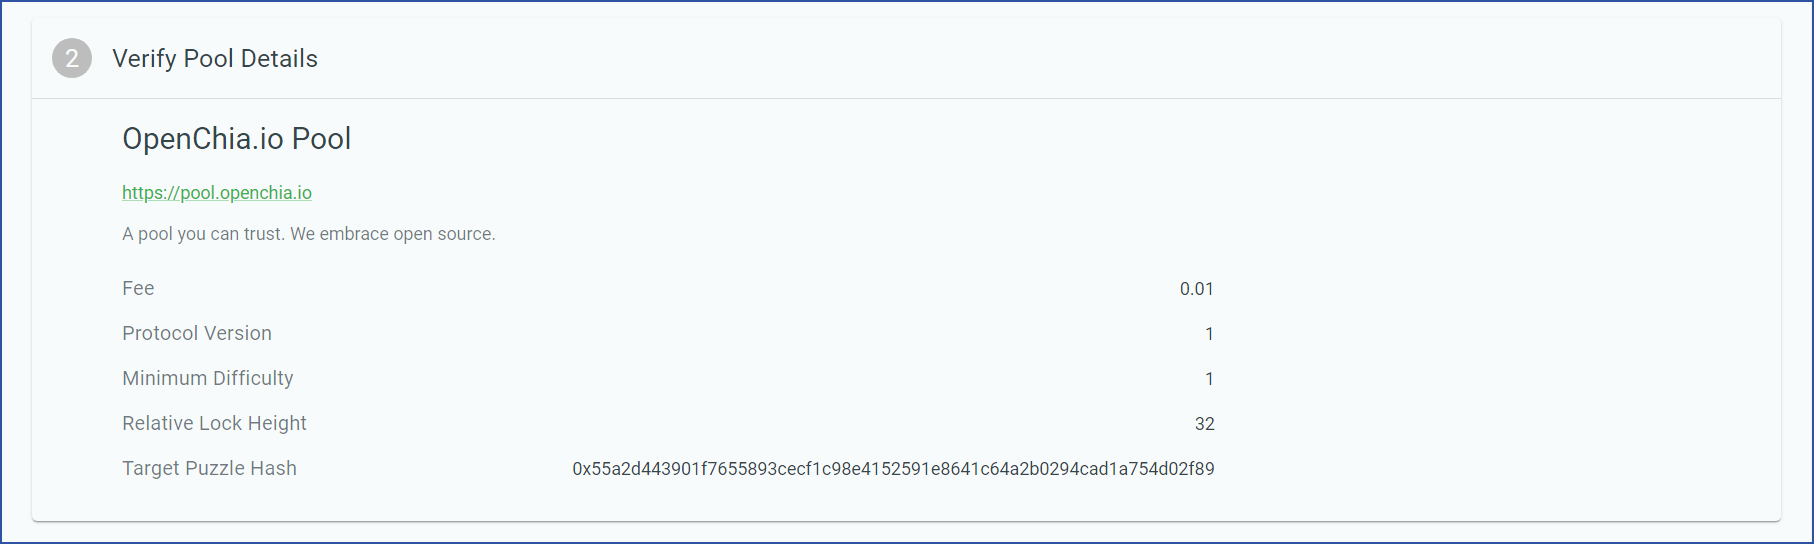 2 Verify Pool Details
OpenChia.io Pool
https://pool.openchia.io
A pool you can trust. We embrace open source.
Fee 0.01
Protocol Version 1
Minimum Difficulty 1
Relative Lock Height 32
Target Puzzle Hash 0x55a2d443901f7655893cecf1c98e4152591e8641c64a2b0294cad1a754d02f89